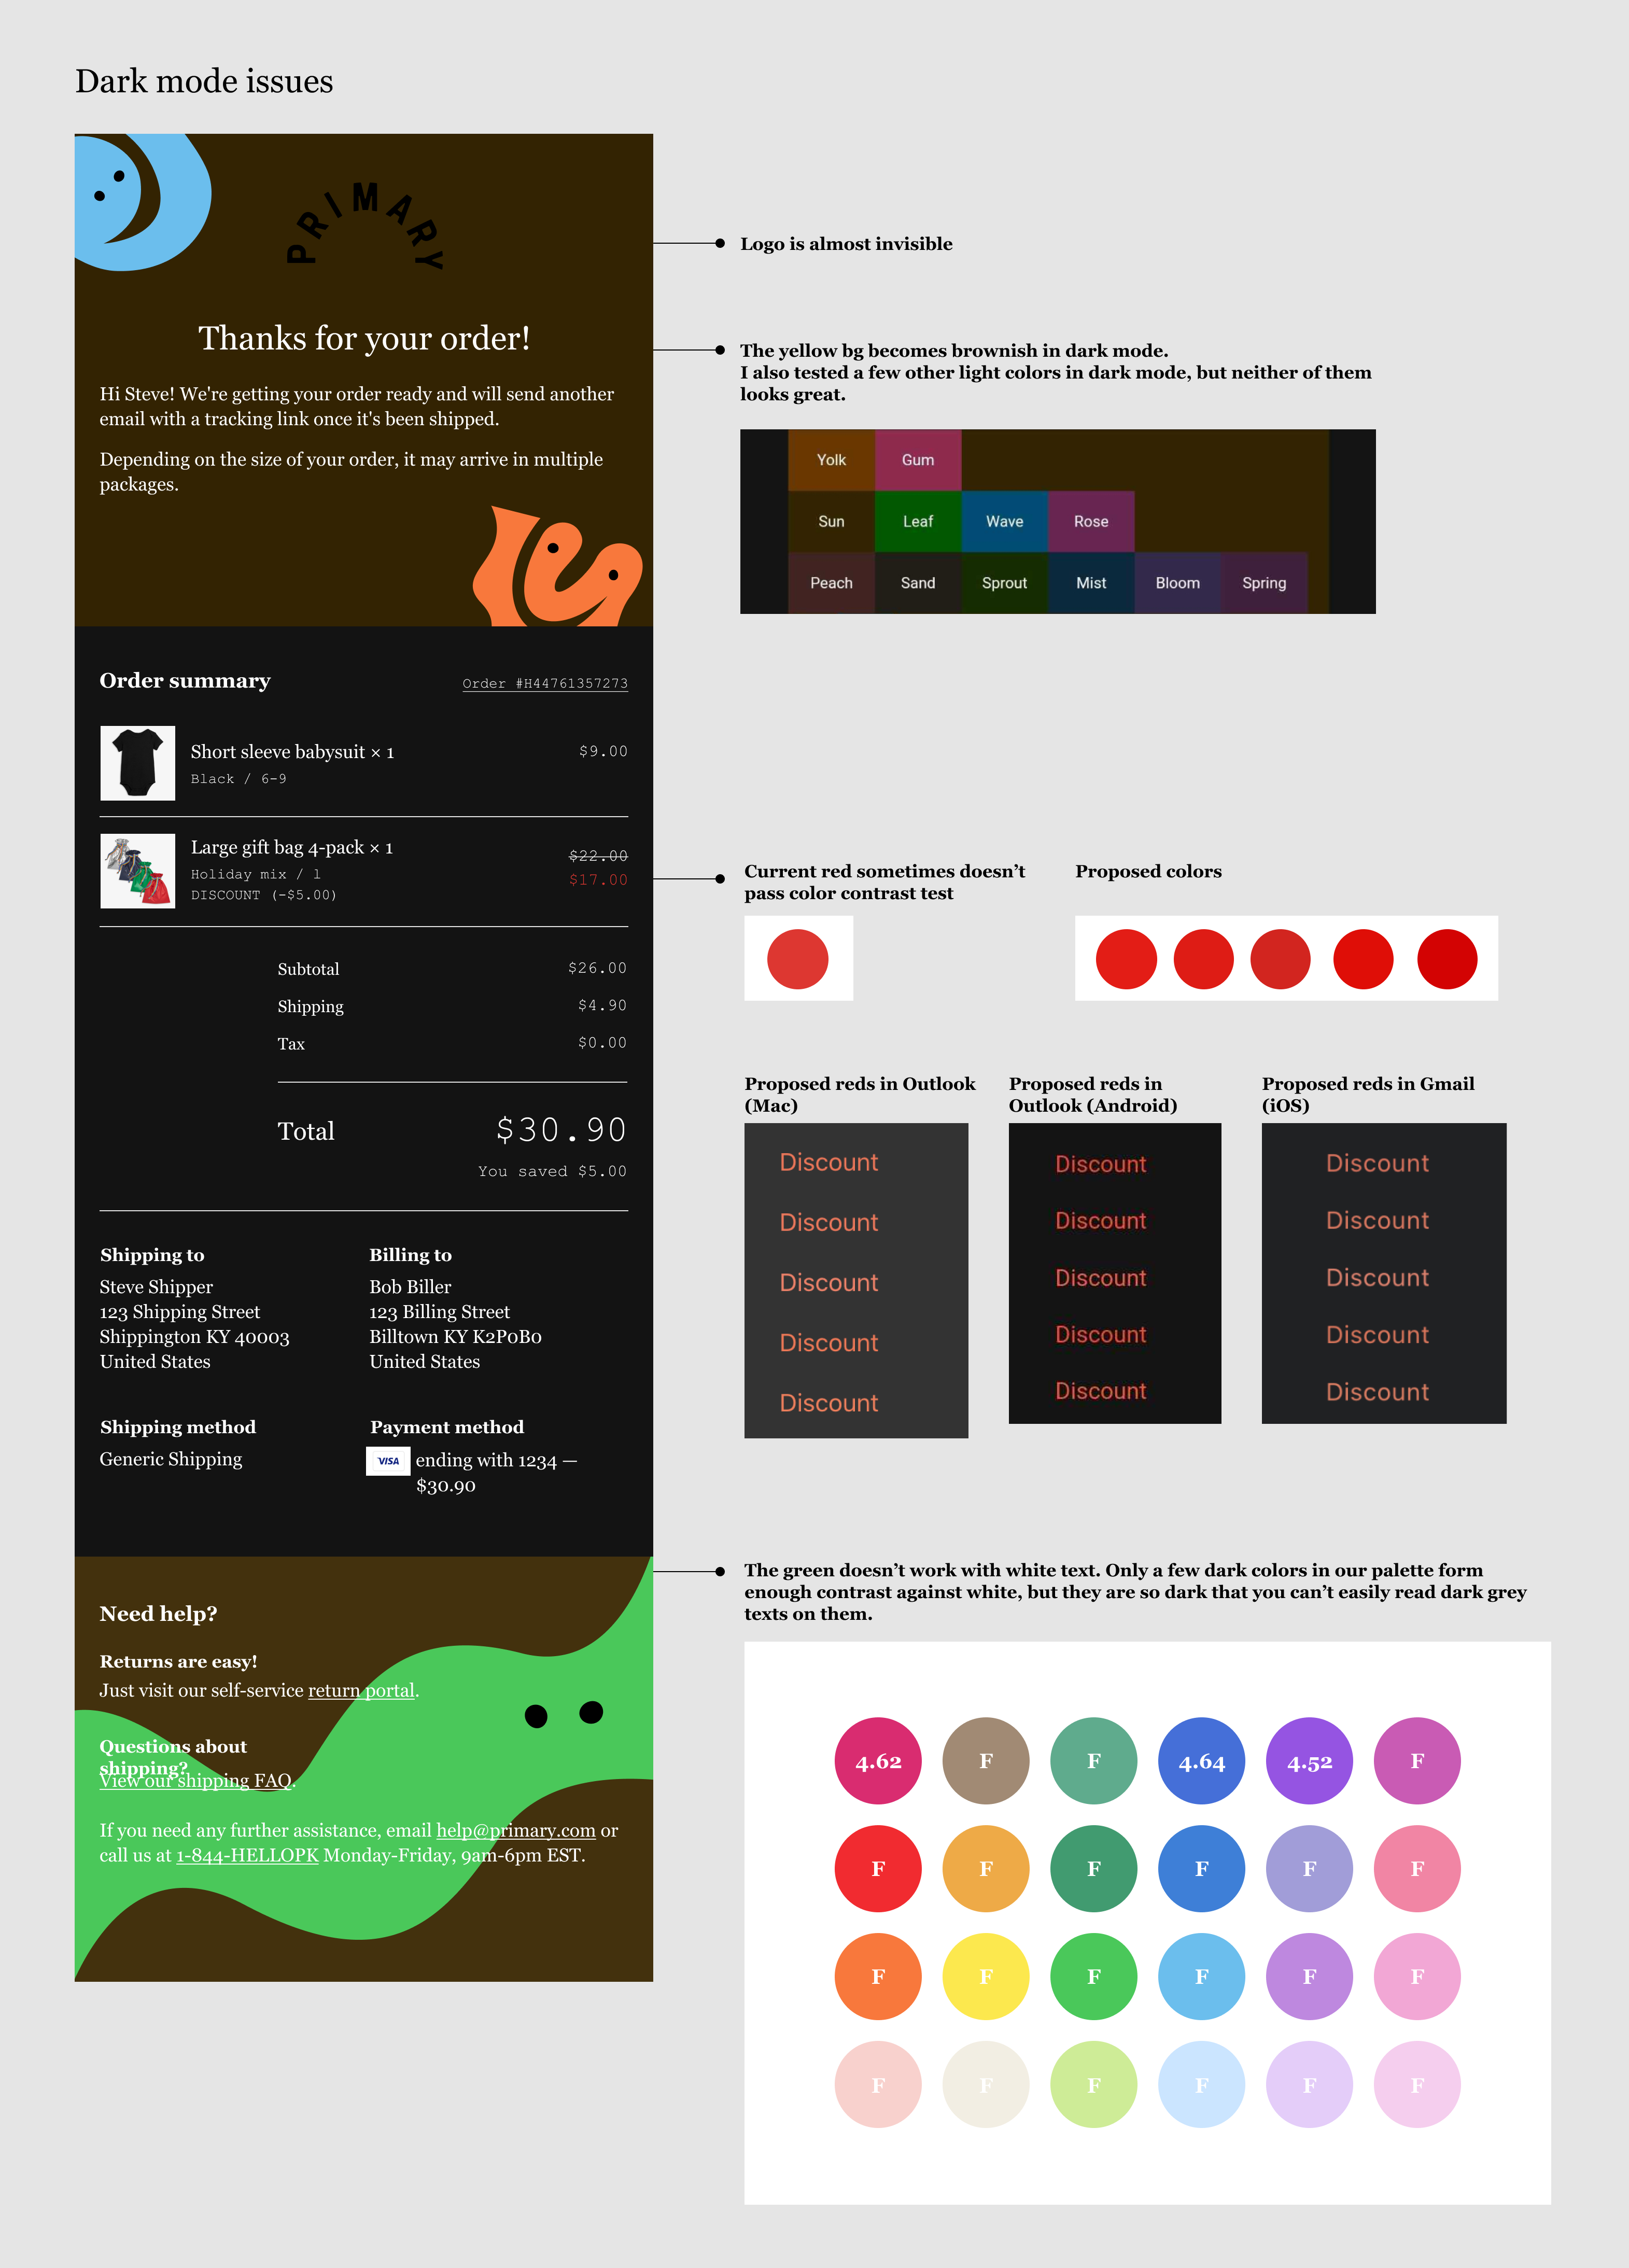 Dark mode issues
PRIMARY
Thanks for your order!
Hi Steve! We're getting your order ready and will send another
email with a tracking link once it's been shipped.
Depending on the size of your order, it may arrive in multiple
packages.
Logo is almost invisible
The yellow bg becomes brownish in dark mode.
I also tested a few other light colors in dark mode, but neither of them
looks great.
Yolk Gum
Sun Leaf Wave Rose
Peach Sand Sprout Mist Bloom Spring
Order summary
Order #H44761357273
Short sleeve babysuit × 1
$9.00
Black / 6-9
Large gift bag 4-pack × 1
$22.00
Holiday mix / l
$17.00
DISCOUNT (-$5.00)
Subtotal $26.00
Shipping $4.90
Tax $0.00
Total $30.90
You saved $5.00
Current red sometimes doesn’t
pass color contrast test
Proposed colors
Proposed reds in Outlook
(Mac)
Discount
Discount
Discount
Discount
Discount
Proposed reds in
Outlook (Android)
Discount
Discount
Discount
Discount
Discount
Proposed reds in Gmail
(iOS)
Discount
Discount
Discount
Discount
Discount
Shipping to
Steve Shipper
123 Shipping Street
Shippington KY 40003
United States
Billing to
Bob Biller
123 Billing Street
Billtown KY K2P0B0
United States
Shipping method
Generic Shipping
Payment method
VISA ending with 1234 —
$30.90
Need help?
Returns are easy!
Just visit our self-service return portal.
Questions about
shipping?
View our shipping FAQ.
If you need any further assistance, email help@primary.com or
call us at 1-844-HELLOPK Monday-Friday, 9am-6pm EST.
The green doesn’t work with white text. Only a few dark colors in our palette form
enough contrast against white, but they are so dark that you can’t easily read dark grey
texts on them.
4.62 F F 4.64 4.52 F
F F F F F F
F F F F F F
F F F F F F